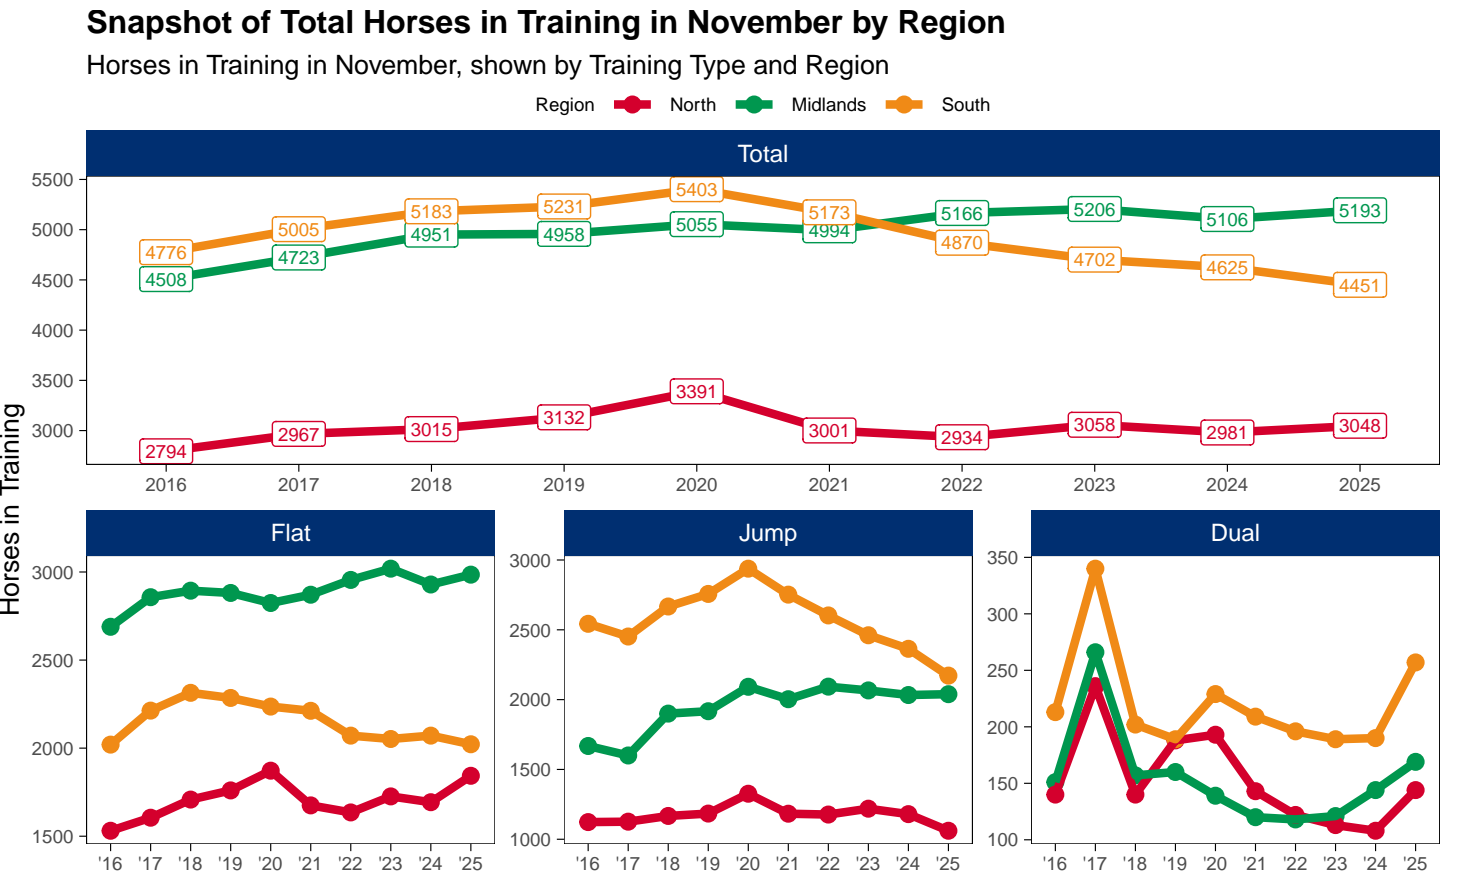 Snapshot of Total Horses in Training in November by Region
Horses in Training in November, shown by Training Type and Region
Region North Midlands South
Total
5500
5000
4500
4000
3500
3000
4776 5005 5183 5231 5403 5173 4870 4702 4625 4451
4508 4723 4951 4958 5055 4994 5166 5206 5106 5193
2794 2967 3015 3132 3391 3001 2934 3058 2981 3048
2016 2017 2018 2019 2020 2021 2022 2023 2024 2025
Horses in Training
Flat
3000
2500
2000
1500
'16 '17 '18 '19 '20 '21 '22 '23 '24 '25
Jump
3000
2500
2000
1500
1000
'16 '17 '18 '19 '20 '21 '22 '23 '24 '25
Dual
350
300
250
200
150
100
'16 '17 '18 '19 '20 '21 '22 '23 '24 '25